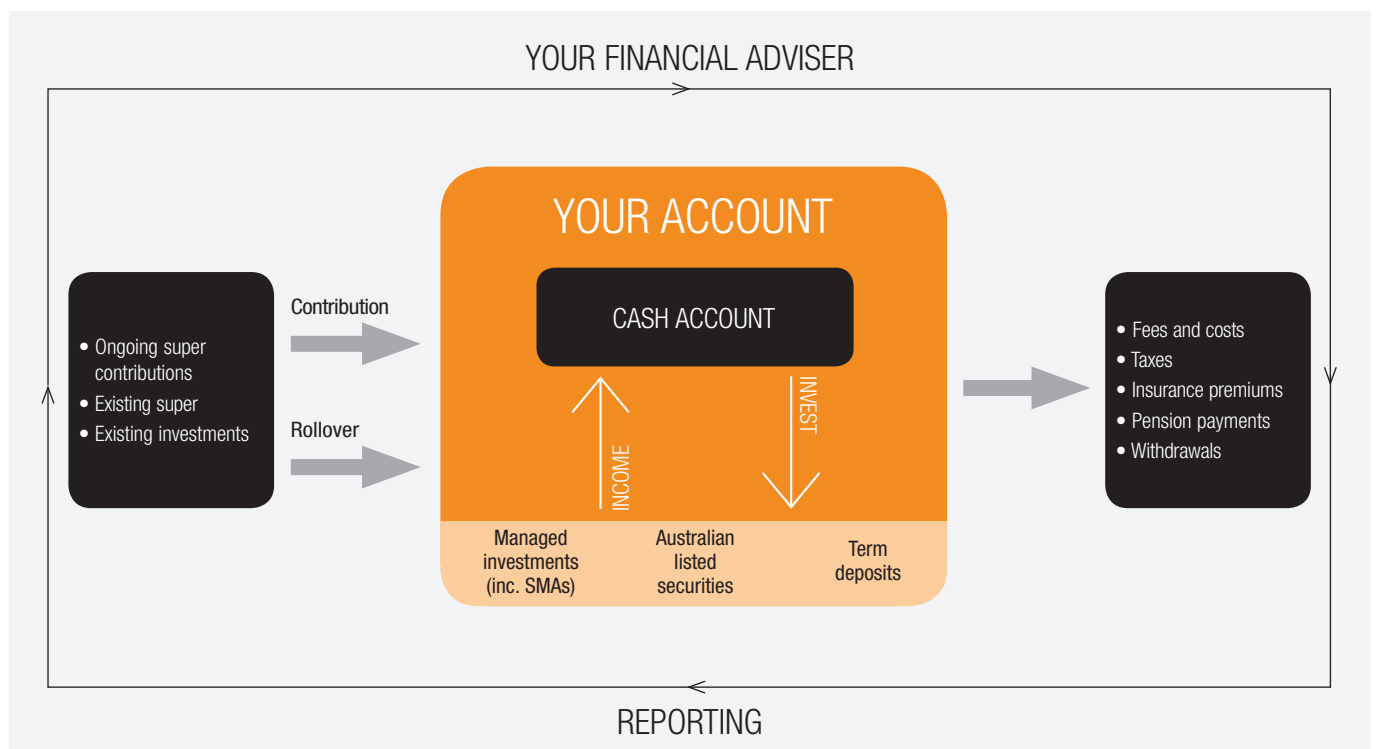 YOUR FINANCIAL ADVISER
YOUR ACCOUNT
CASH ACCOUNT
• Ongoing super
contributions
• Existing super
• Existing investments
Contribution
Rollover
INCOME
INVEST
Managed
investments
(inc. SMAs)
Australian
listed
securities
Term
deposits
• Fees and costs
• Taxes
• Insurance premiums
• Pension payments
• Withdrawals
REPORTING